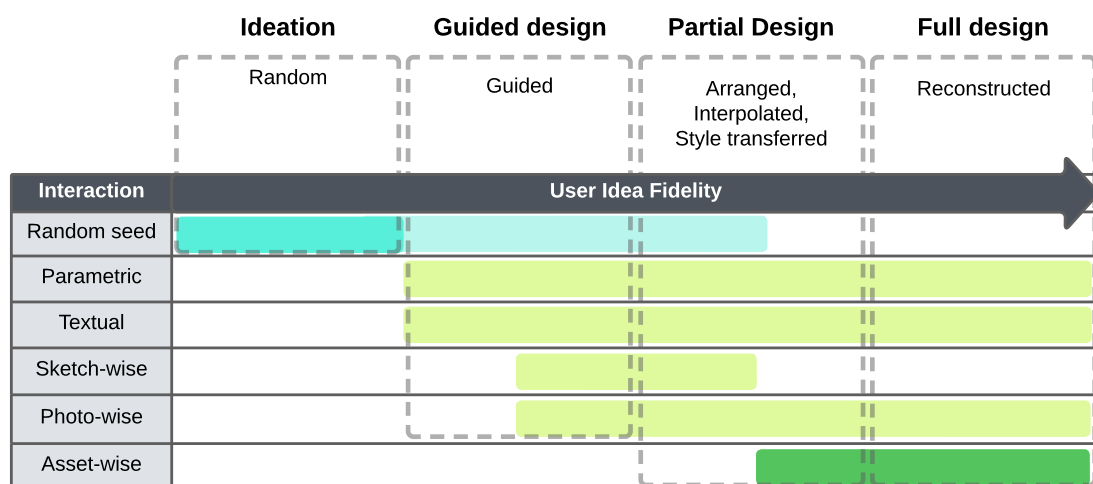 Ideation
Guided design
Partial Design
Full design
Random
Guided
Arranged,
Interpolated,
Style transferred
Reconstructed
Interaction
User Idea Fidelity
Random seed
Parametric
Textual
Sketch-wise
Photo-wise
Asset-wise